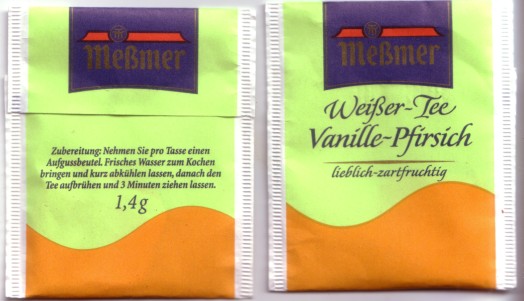 Meßmer
Zubereitung: Nehmen Sie pro Tasse einen
Aufgussbeutel. Frisches Wasser zum Kochen
bringen und kurz abkühlen lassen, danach den
Tee aufbrühen und 3 Minuten ziehen lassen.
1,4 g
Meßmer
Weißer-Tee
Vanille-Pfirsich
lieblich-zartfruchtig